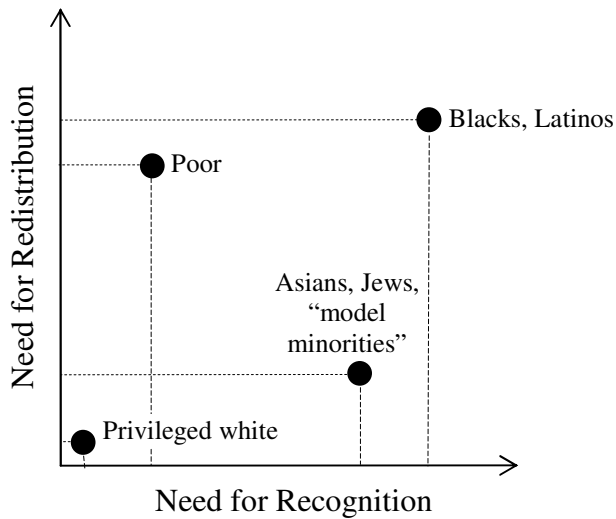 Need for Redistribution
Blacks, Latinos
Poor
Asians, Jews,
“model
minorities”
Privileged white
Need for Recognition